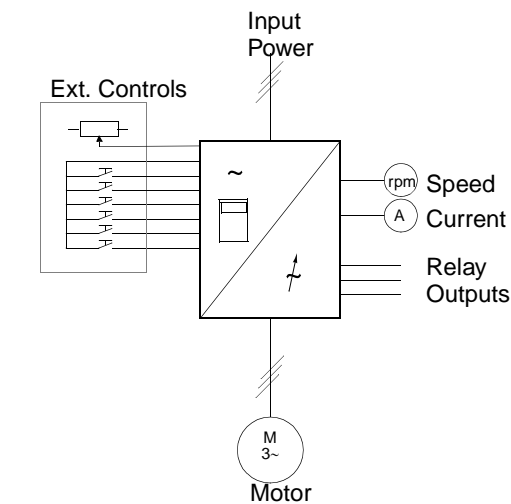 Input
Power
Ext. Controls
~
rpm Speed
A Current
~
Relay
Outputs
M
3~
Motor